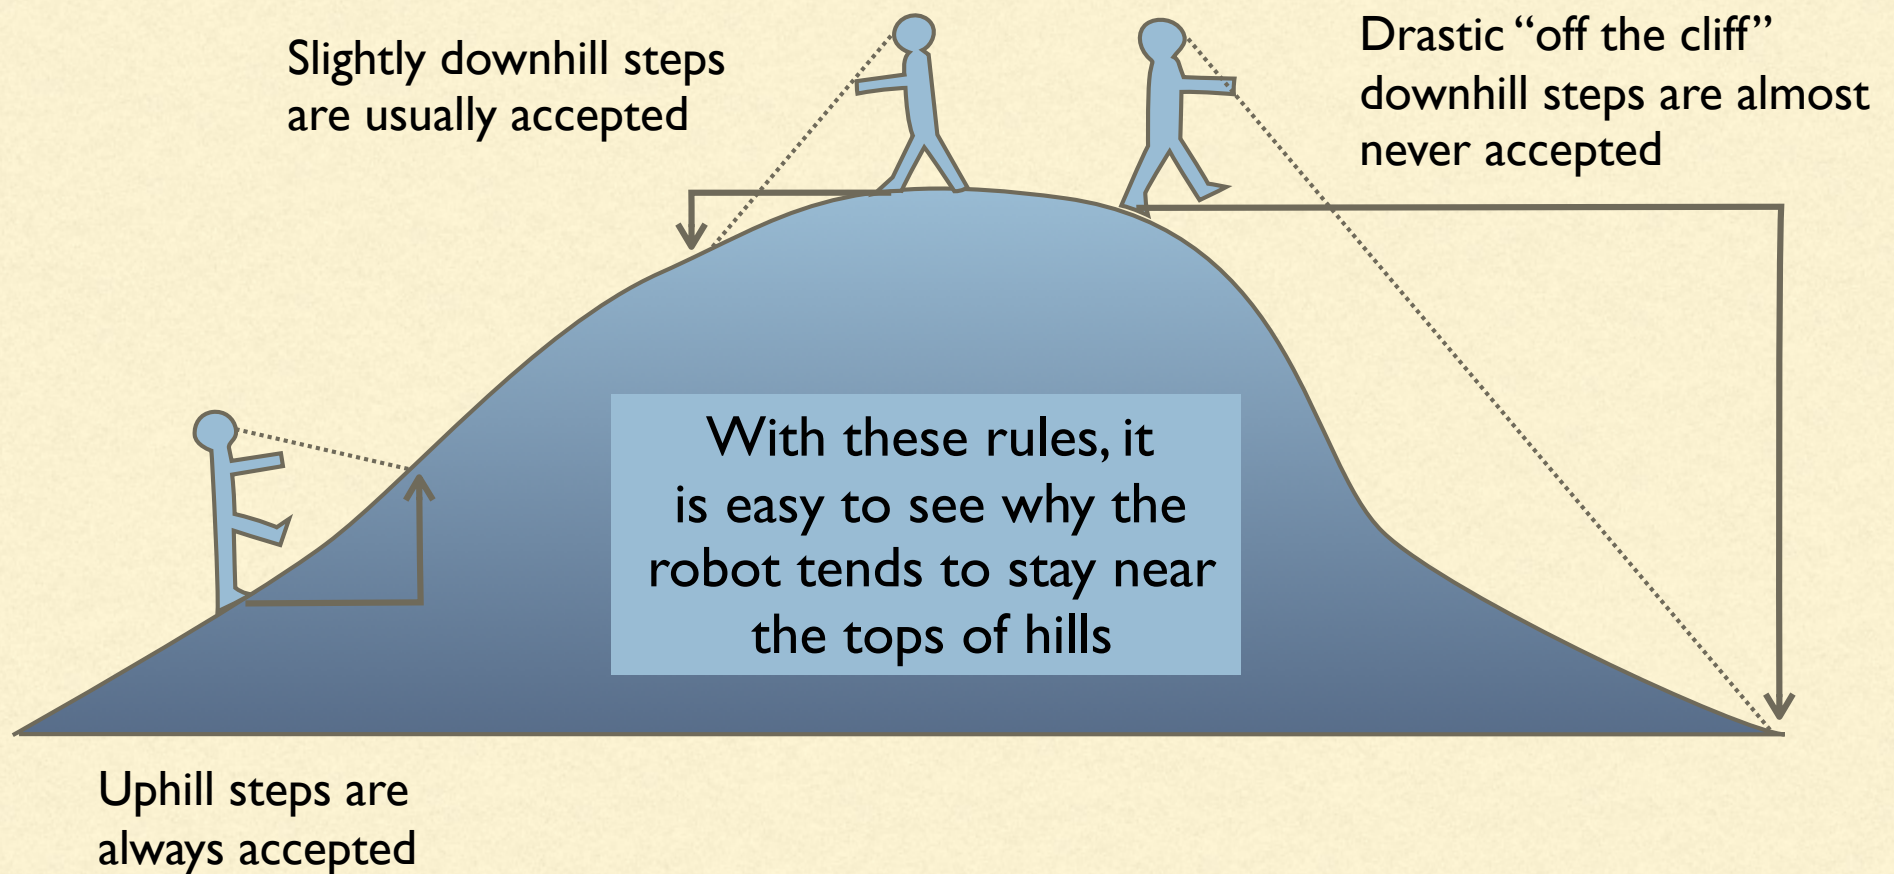 Slightly downhill steps
are usually accepted
Drastic “off the cliff”
downhill steps are almost
never accepted
With these rules, it
is easy to see why the
robot tends to stay near
the tops of hills
Uphill steps are
always accepted